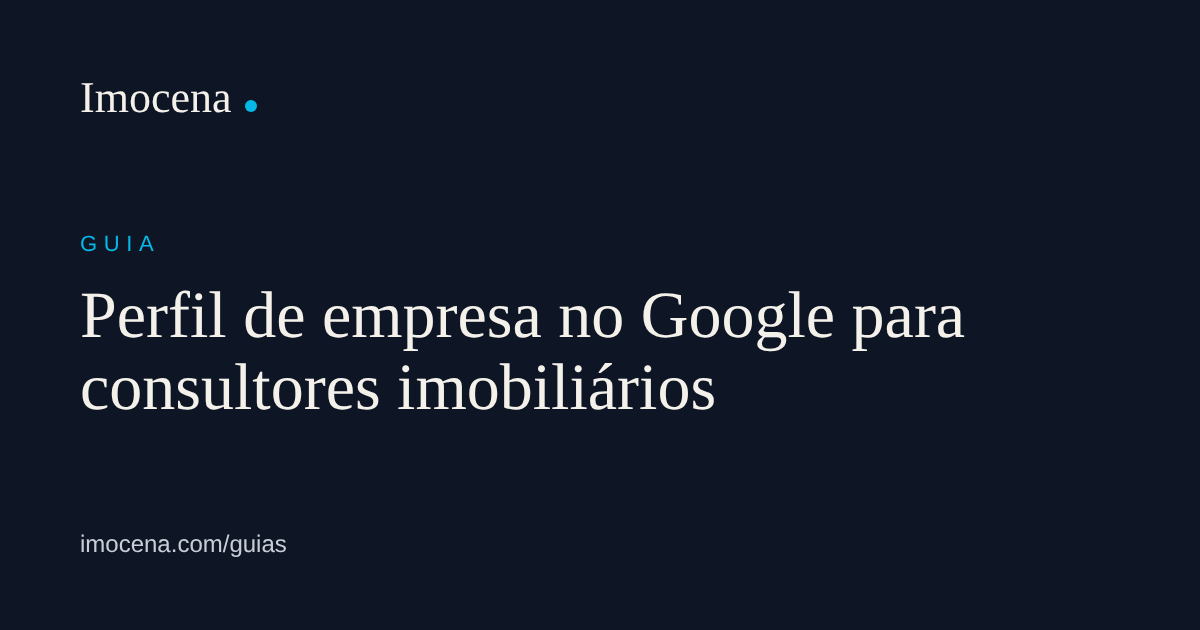 Imocena
GUIA
Perfil de empresa no Google para
consultores imobiliários
imocena.com/guias